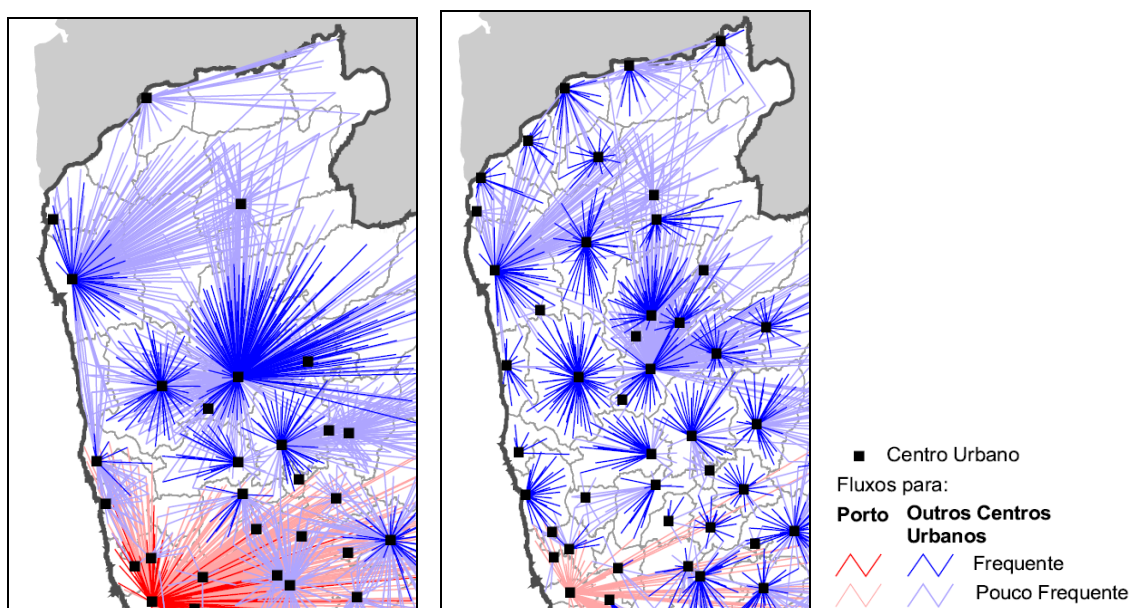 Centro Urbano
Fluxos para:
Porto Outros Centros
Urbanos
Frequente
Pouco Frequente